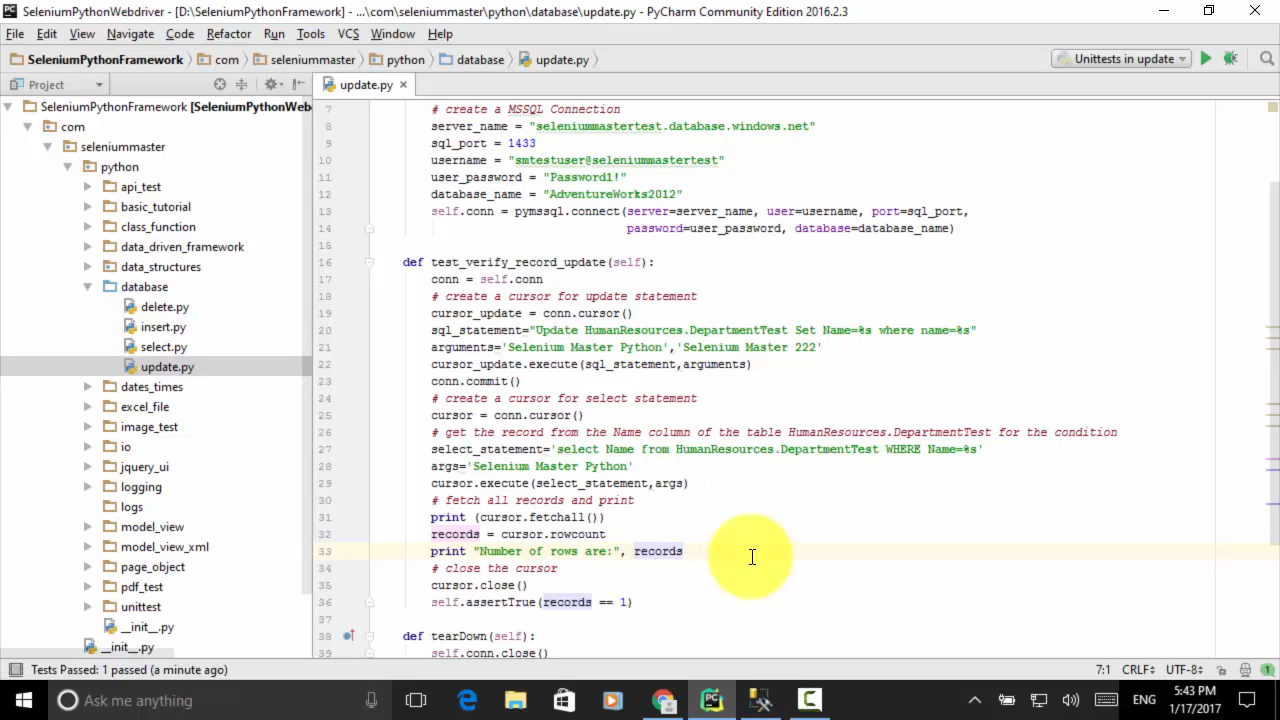 SeleniumPythonWebdriver - [D:\SeleniumPythonFramework] - ...\com\seleniummaster\python\database\update.py - PyCharm Community Edition 2016.2.3
File Edit View Navigate Code Refactor Run Tools VCS Window Help
SeleniumPythonFramework com seleniummaster python database update.py Unittests in update
Project update.py
SeleniumPythonFramework [SeleniumPythonWebd
com
seleniummaster
python
api_test
basic_tutorial
class_function
data_driven_framework
data_structures
database
delete.py
insert.py
select.py
update.py
dates_times
excel_file
image_test
io
jquery_ui
logging
logs
model_view
model_view_xml
page_object
pdf_test
unittest
__init__.py
__init__.py
7 # create a MSSQL Connection
8 server_name = "seleniummastertest.database.windows.net"
9 sql_port = 1433
10 username = "smtestuser@seleniummastertest"
11 user_password = "Password1!"
12 database_name = "AdventureWorks2012"
13 self.conn = pymssql.connect(server=server_name, user=username, port=sql_port,
14 password=user_password, database=database_name)
15
16 def test_verify_record_update(self):
17 conn = self.conn
18 # create a cursor for update statement
19 cursor_update = conn.cursor()
20 sql_statement="Update HumanResources.DepartmentTest Set Name=%s where name=%s"
21 arguments='Selenium Master Python','Selenium Master 222'
22 cursor_update.execute(sql_statement,arguments)
23 conn.commit()
24 # create a cursor for select statement
25 cursor = conn.cursor()
26 # get the record from the Name column of the table HumanResources.DepartmentTest for the condition
27 select_statement='select Name from HumanResources.DepartmentTest WHERE Name=%s'
28 args='Selenium Master Python'
29 cursor.execute(select_statement,args)
30 # fetch all records and print
31 print (cursor.fetchall())
32 records = cursor.rowcount
33 print "Number of rows are:", records
34 # close the cursor
35 cursor.close()
36 self.assertTrue(records == 1)
37
38 def tearDown(self):
39 self.conn.close()
Tests Passed: 1 passed (a minute ago) 7:1 CRLF UTF-8 1
Ask me anything ENG 5:43 PM
1/17/2017